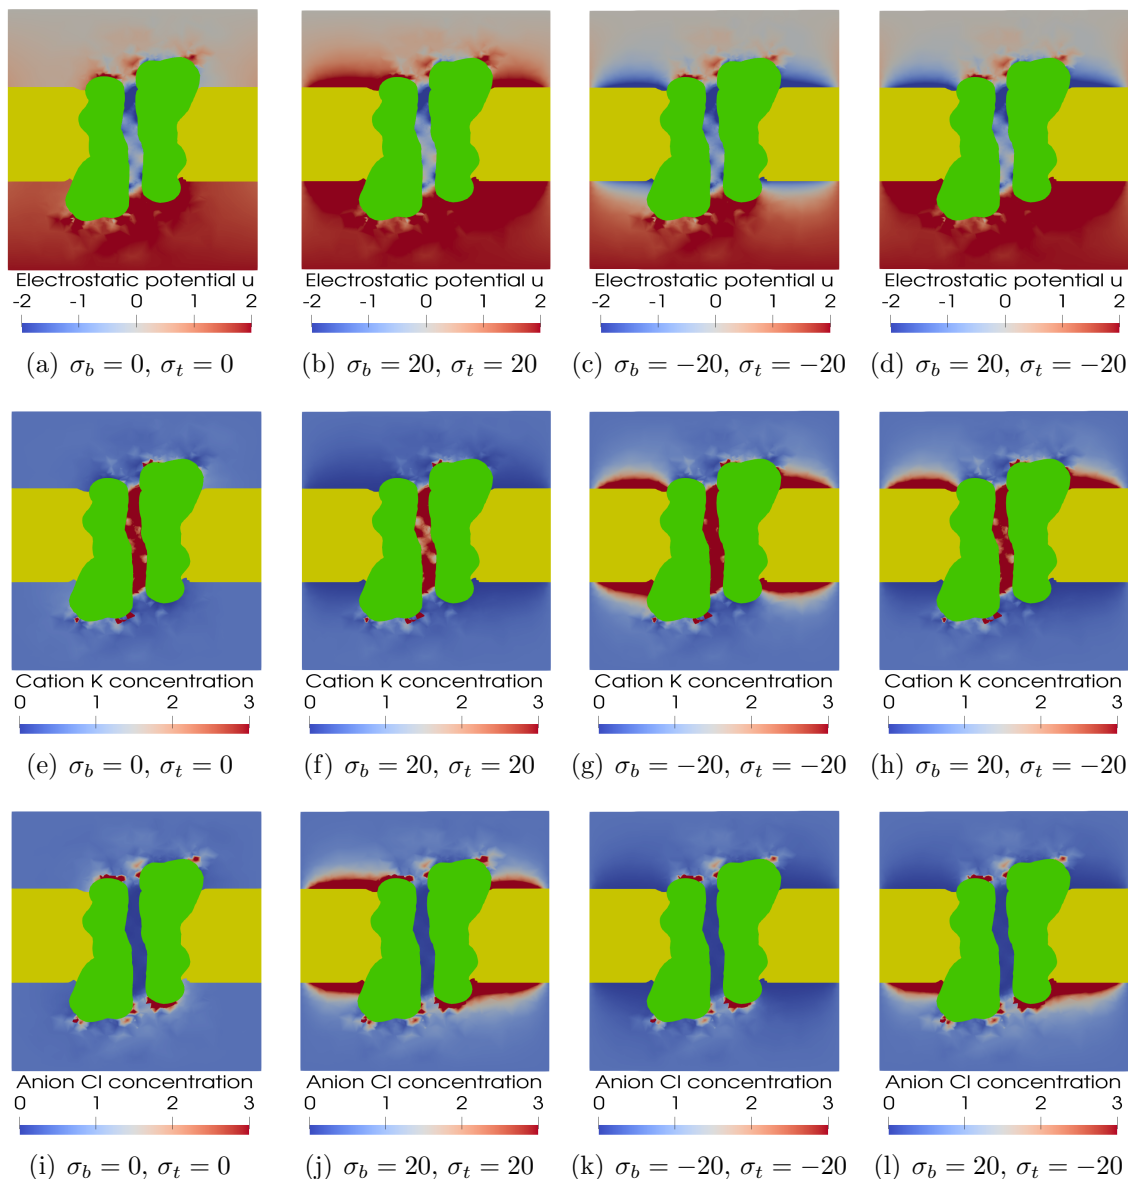 Electrostatic potential u Electrostatic potential u Electrostatic potential u Electrostatic potential u
-2 -1 0 1 2 -2 -1 0 1 2 -2 -1 0 1 2 -2 -1 0 1 2
(a) σ_b = 0, σ_t = 0 (b) σ_b = 20, σ_t = 20 (c) σ_b = −20, σ_t = −20 (d) σ_b = 20, σ_t = −20
Cation K concentration Cation K concentration Cation K concentration Cation K concentration
0 1 2 3 0 1 2 3 0 1 2 3 0 1 2 3
(e) σ_b = 0, σ_t = 0 (f) σ_b = 20, σ_t = 20 (g) σ_b = −20, σ_t = −20 (h) σ_b = 20, σ_t = −20
Anion Cl concentration Anion Cl concentration Anion Cl concentration Anion Cl concentration
0 1 2 3 0 1 2 3 0 1 2 3 0 1 2 3
(i) σ_b = 0, σ_t = 0 (j) σ_b = 20, σ_t = 20 (k) σ_b = −20, σ_t = −20 (l) σ_b = 20, σ_t = −20